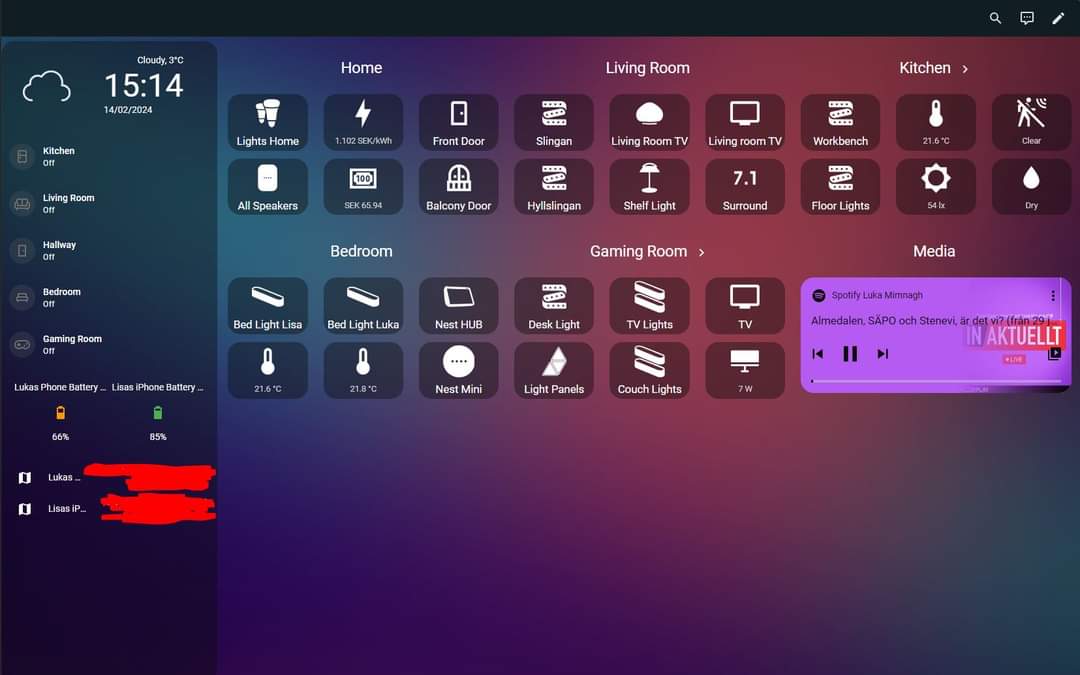 Cloudy, 3°C
15:14
14/02/2024
Kitchen
Off
Living Room
Off
Hallway
Off
Bedroom
Off
Gaming Room
Off
Lukas Phone Battery ...
Lisas iPhone Battery ...
66%
85%
Lukas ...
Lisas iP...
Home
Lights Home
1.102 SEK/kWh
Front Door
All Speakers
100
SEK 65.94
Balcony Door
Living Room
Slingan
Living Room TV
Living room TV
Hyllslingan
Shelf Light
7.1
Surround
Kitchen
Workbench
21.6 °C
Clear
Floor Lights
54 lx
Dry
Bedroom
Bed Light Lisa
Bed Light Luka
Nest HUB
21.6 °C
21.8 °C
Nest Mini
Gaming Room
Desk Light
TV Lights
TV
Light Panels
Couch Lights
7 W
Media
Spotify Luka Mimnagh
Almedalen, SÄPO och Stenevi, är det vi? (från 29 j...
IN AKTUELLT
LIVE